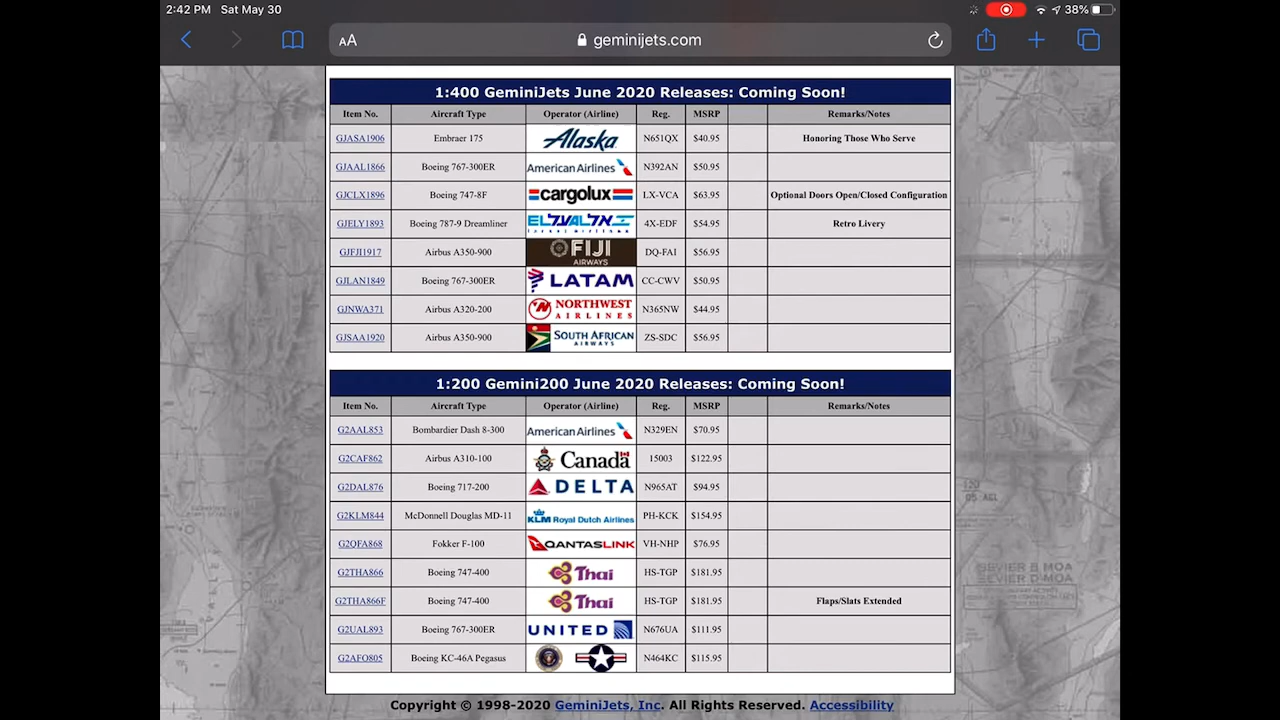 2:42 PM Sat May 30 38%
AA geminijets.com
1:400 GeminiJets June 2020 Releases: Coming Soon!
Item No. Aircraft Type Operator (Airline) Reg. MSRP Remarks/Notes
GJASA1906 Embraer 175 Alaska N651QX $40.95 Honoring Those Who Serve
GJAAL1866 Boeing 767-300ER American Airlines N392AN $50.95
GJCLX1896 Boeing 747-8F cargolux LX-VCA $63.95 Optional Doors Open/Closed Configuration
GJELY1893 Boeing 787-9 Dreamliner EL AL אל על 4X-EDF $54.95 Retro Livery
GJFJI1917 Airbus A350-900 FIJI AIRWAYS DQ-FAI $56.95
GJLAN1849 Boeing 767-300ER LATAM CC-CWV $50.95
GJNWA371 Airbus A320-200 NORTHWEST AIRLINES N365NW $44.95
GJSAA1920 Airbus A350-900 SOUTH AFRICAN AIRWAYS ZS-SDC $56.95
1:200 Gemini200 June 2020 Releases: Coming Soon!
Item No. Aircraft Type Operator (Airline) Reg. MSRP Remarks/Notes
G2AAL853 Bombardier Dash 8-300 American Airlines N329EN $70.95
G2CAF862 Airbus A310-100 Canada 15003 $122.95
G2DAL876 Boeing 717-200 DELTA N965AT $94.95
G2KLM844 McDonnell Douglas MD-11 KLM Royal Dutch Airlines PH-KCK $154.95
G2QFA868 Fokker F-100 QANTASLINK VH-NHP $76.95
G2THA866 Boeing 747-400 Thai HS-TGP $181.95
G2THA866F Boeing 747-400 Thai HS-TGP $181.95 Flaps/Slats Extended
G2UAL893 Boeing 767-300ER UNITED N676UA $111.95
G2AFO805 Boeing KC-46A Pegasus N464KC $115.95
Copyright © 1998-2020 GeminiJets, Inc. All Rights Reserved. Accessibility